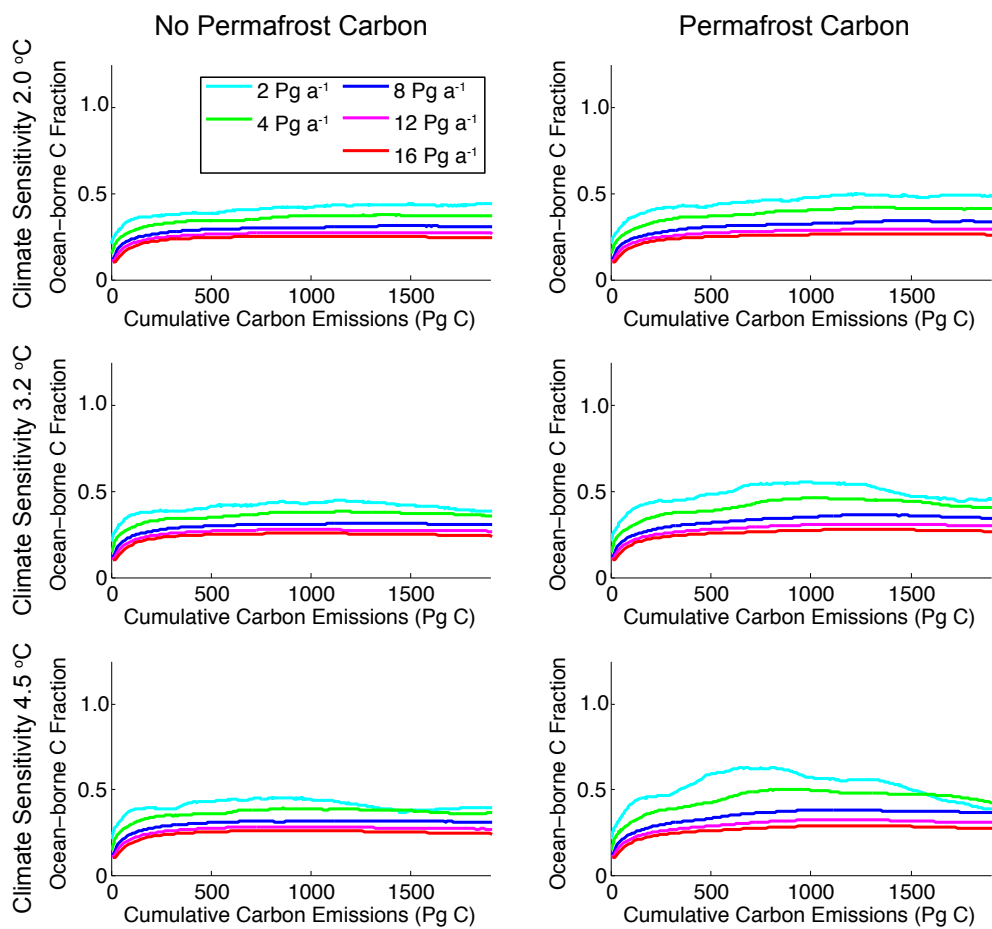 No Permafrost Carbon
Permafrost Carbon
Climate Sensitivity 2.0 ºC
Ocean−borne C Fraction
1.0
0.5
0
2 Pg a⁻¹
8 Pg a⁻¹
4 Pg a⁻¹
12 Pg a⁻¹
16 Pg a⁻¹
0 500 1000 1500
Cumulative Carbon Emissions (Pg C)
Ocean−borne C Fraction
1.0
0.5
0
0 500 1000 1500
Cumulative Carbon Emissions (Pg C)
Climate Sensitivity 3.2 ºC
Ocean−borne C Fraction
1.0
0.5
0
0 500 1000 1500
Cumulative Carbon Emissions (Pg C)
Ocean−borne C Fraction
1.0
0.5
0
0 500 1000 1500
Cumulative Carbon Emissions (Pg C)
Climate Sensitivity 4.5 ºC
Ocean−borne C Fraction
1.0
0.5
0
0 500 1000 1500
Cumulative Carbon Emissions (Pg C)
Ocean−borne C Fraction
1.0
0.5
0
0 500 1000 1500
Cumulative Carbon Emissions (Pg C)